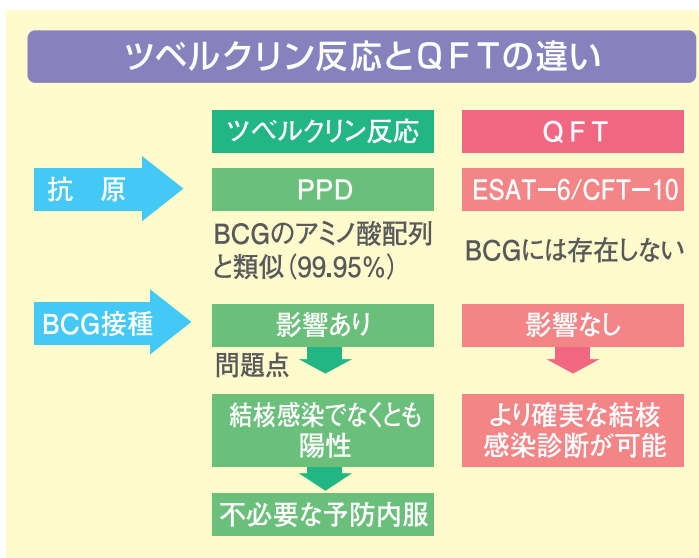 ツベルクリン反応とQFTの違い
ツベルクリン反応
QFT
抗　原
PPD
ESAT−6/CFT−10
BCGのアミノ酸配列
と類似（99.95%）
BCGには存在しない
BCG接種
影響あり
影響なし
問題点
結核感染でなくとも
陽性
より確実な結核
感染診断が可能
不必要な予防内服